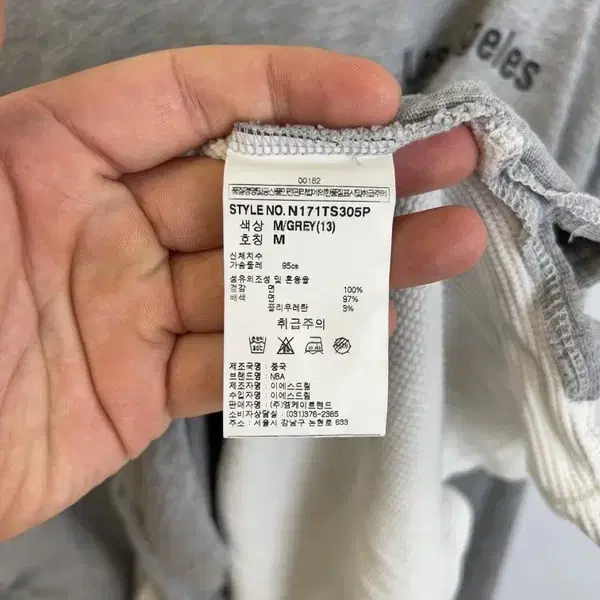 Los Angeles
00182
STYLE NO. N171TS305P
색상 M/GREY(13)
호칭 M
신체치수
가슴둘레 95㎝
섬유의조성 및 혼용율
겉감 면 100%
배색 면 97%
폴리우레탄 3%
취급주의
제조국명 : 중국
브랜드명 : NBA
제조자명 : 이에스드림
수입자명 : 이에스드림
판매자명 : (주)엠케이트렌드
소비자상담실 : (031)376-2385
주소 : 서울시 강남구 논현로 633